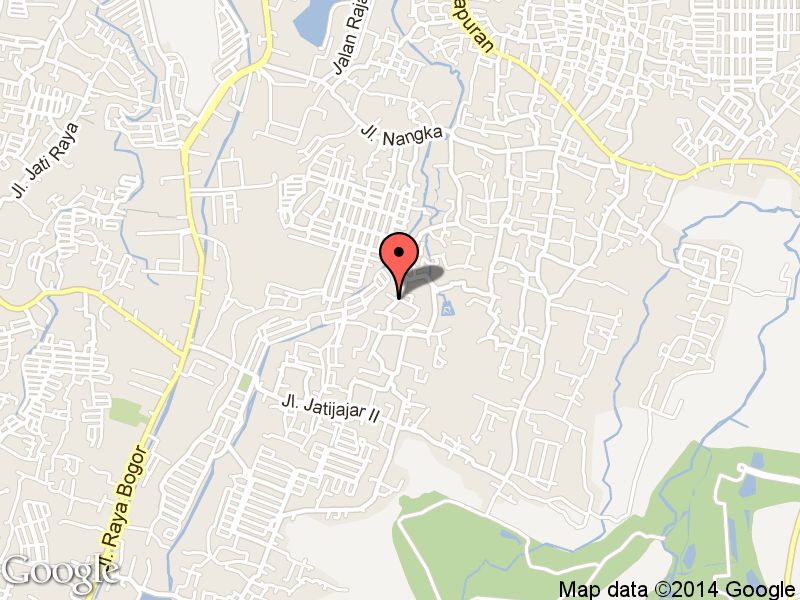 Jalan Raja
apuran
Jl. Nangka
Jl. Jati Raya
Jl. Jatijajar II
Jl. Raya Bogor
Google
Map data ©2014 Google